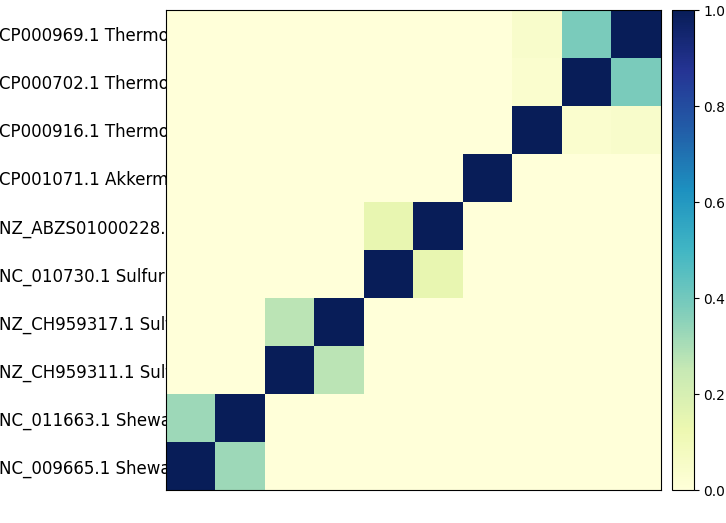 CP000969.1 Thermo
CP000702.1 Thermo
CP000916.1 Thermo
CP001071.1 Akkerm
NZ_ABZS01000228.
NC_010730.1 Sulfur
NZ_CH959317.1 Sul
NZ_CH959311.1 Sul
NC_011663.1 Shewa
NC_009665.1 Shewa
1.0
0.8
0.6
0.4
0.2
0.0